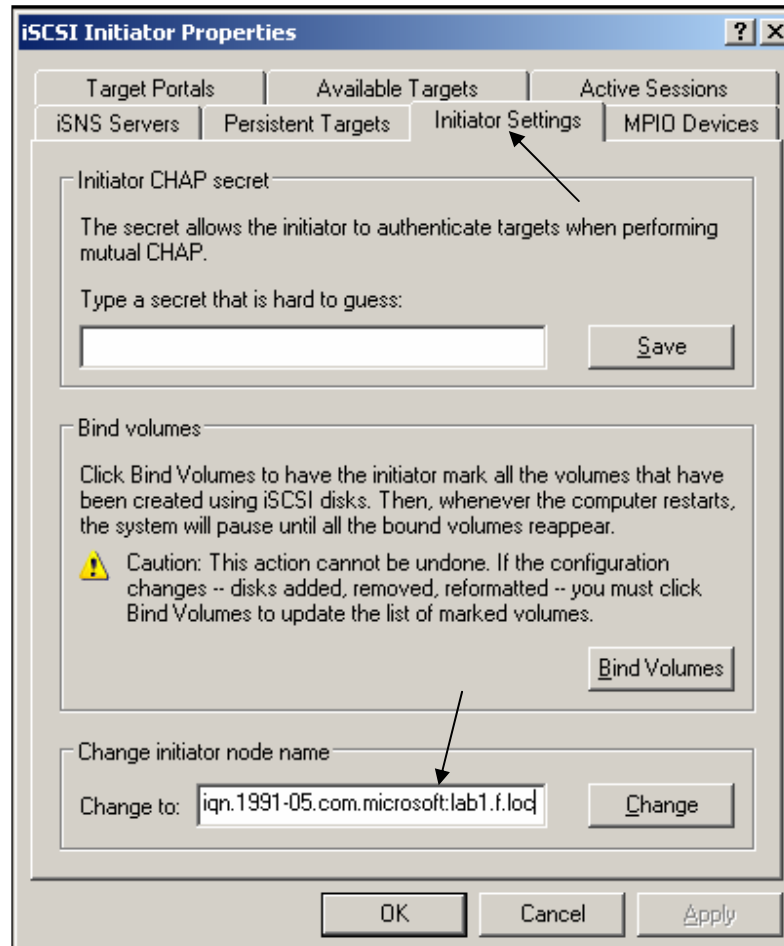 iSCSI Initiator Properties
? X
Target Portals Available Targets Active Sessions
iSNS Servers Persistent Targets Initiator Settings MPIO Devices
Initiator CHAP secret
The secret allows the initiator to authenticate targets when performing
mutual CHAP.
Type a secret that is hard to guess:
Save
Bind volumes
Click Bind Volumes to have the initiator mark all the volumes that have
been created using iSCSI disks. Then, whenever the computer restarts,
the system will pause until all the bound volumes reappear.
Caution: This action cannot be undone. If the configuration
changes -- disks added, removed, reformatted -- you must click
Bind Volumes to update the list of marked volumes.
Bind Volumes
Change initiator node name
Change to: iqn.1991-05.com.microsoft:lab1.f.loc Change
OK Cancel Apply